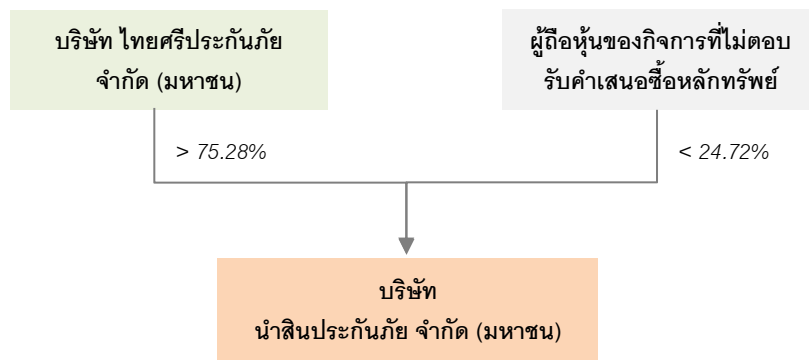 บริษัท ไทยศรีประกันภัย
จำกัด (มหาชน)
ผู้ถือหุ้นของกิจการที่ไม่ตอบ
รับคำเสนอซื้อหลักทรัพย์
> 75.28%
< 24.72%
บริษัท
นำสินประกันภัย จำกัด (มหาชน)